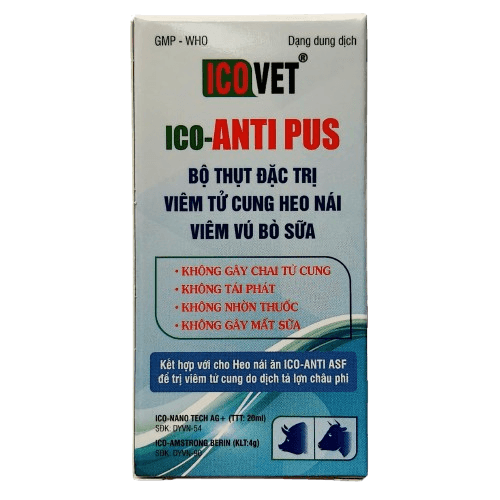 GMP - WHO
Dạng dung dịch
ICOVET®
ICO-ANTI PUS
BỘ THỤT ĐẶC TRỊ
VIÊM TỬ CUNG HEO NÁI
VIÊM VÚ BÒ SỮA
• KHÔNG GÂY CHAI TỬ CUNG
• KHÔNG TÁI PHÁT
• KHÔNG NHỜN THUỐC
• KHÔNG GÂY MẤT SỮA
Kết hợp với cho Heo nái ăn ICO-ANTI ASF
để trị viêm tử cung do dịch tả lợn châu phi
ICO-NANO TECH AG+ (TTT: 20ml)
SĐK: DYVN-54
ICO-AMSTRONG BERIN (KLT:4g)
SĐK: DYVN-90